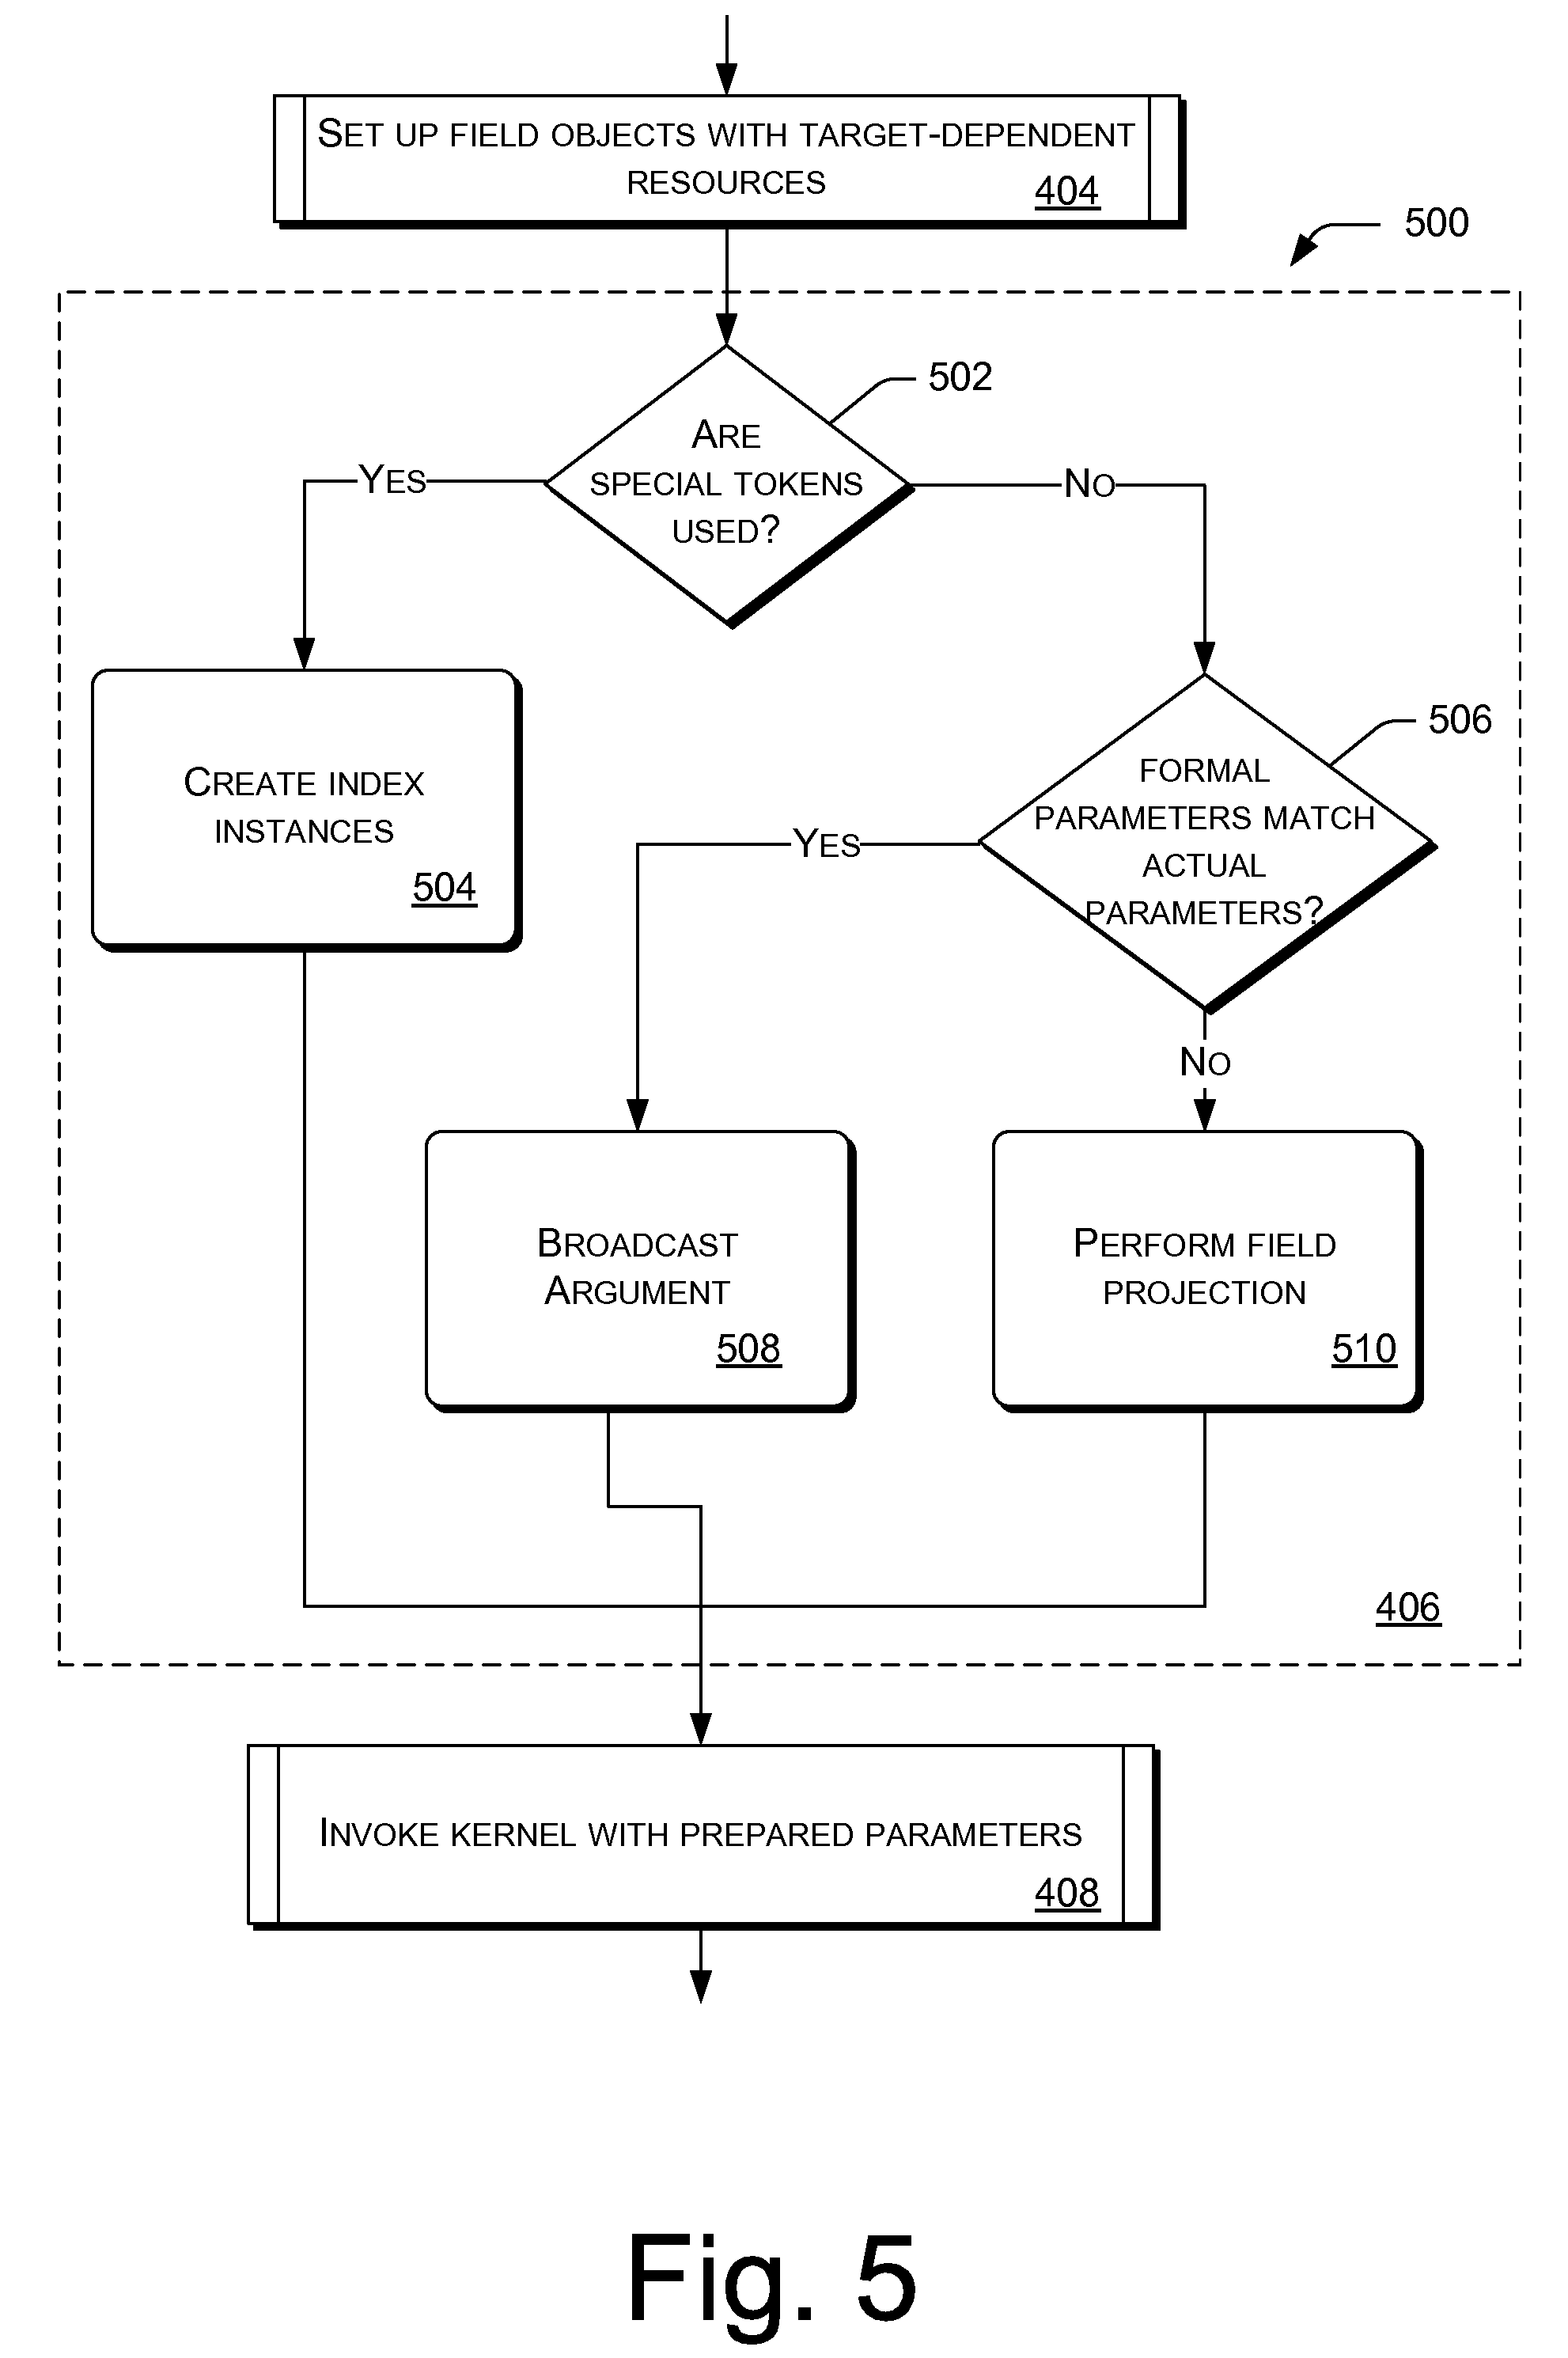 SET UP FIELD OBJECTS WITH TARGET-DEPENDENT
RESOURCES
404
500
502
ARE
SPECIAL TOKENS
USED?
YES
NO
CREATE INDEX
INSTANCES
504
506
FORMAL
PARAMETERS MATCH
ACTUAL
PARAMETERS?
YES
NO
BROADCAST
ARGUMENT
508
PERFORM FIELD
PROJECTION
510
406
INVOKE KERNEL WITH PREPARED PARAMETERS
408
Fig. 5